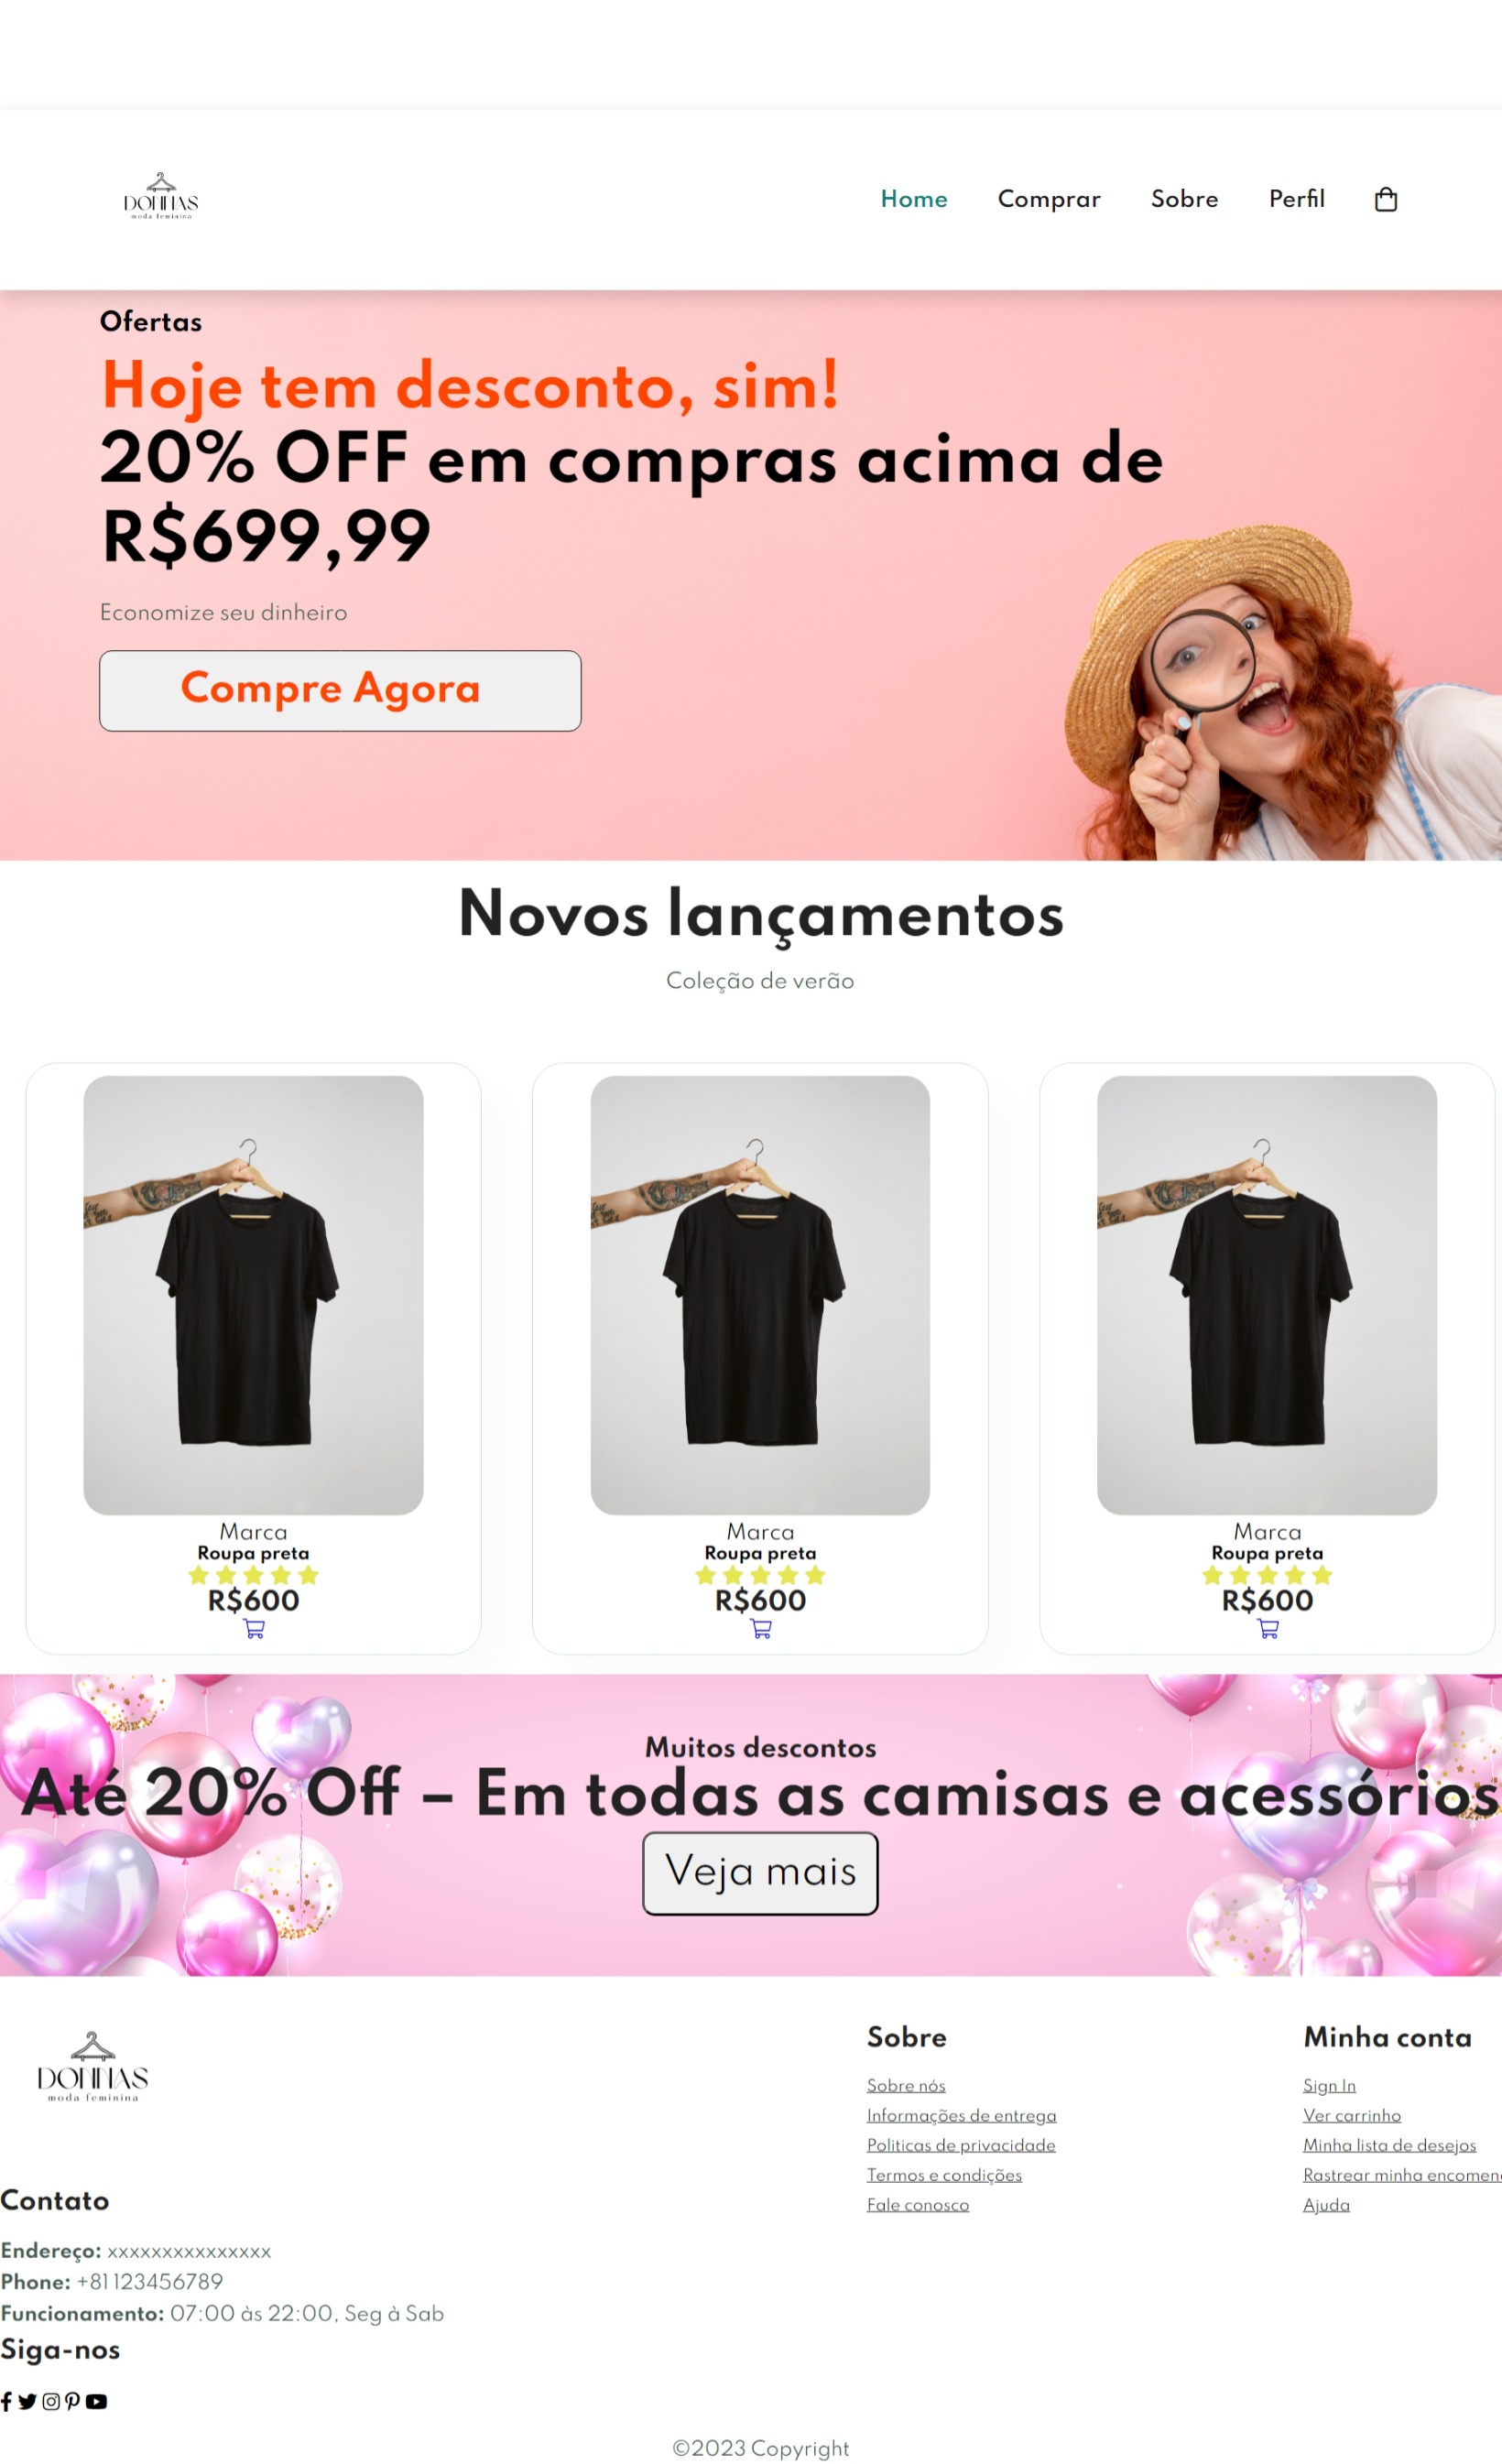 DONNAS
moda feminina
Home Comprar Sobre Perfil
Ofertas
Hoje tem desconto, sim!
20% OFF em compras acima de
R$699,99
Economize seu dinheiro
Compre Agora
Novos lançamentos
Coleção de verão
Marca
Roupa preta
R$600
Marca
Roupa preta
R$600
Marca
Roupa preta
R$600
Muitos descontos
Até 20% Off – Em todas as camisas e acessórios
Veja mais
DONNAS
moda feminina
Contato
Endereço: xxxxxxxxxxxxxxx
Phone: +81 123456789
Funcionamento: 07:00 às 22:00, Seg à Sab
Siga-nos
Sobre
Sobre nós
Informações de entrega
Politicas de privacidade
Termos e condições
Fale conosco
Minha conta
Sign In
Ver carrinho
Minha lista de desejos
Rastrear minha
Ajuda
©2023 Copyright